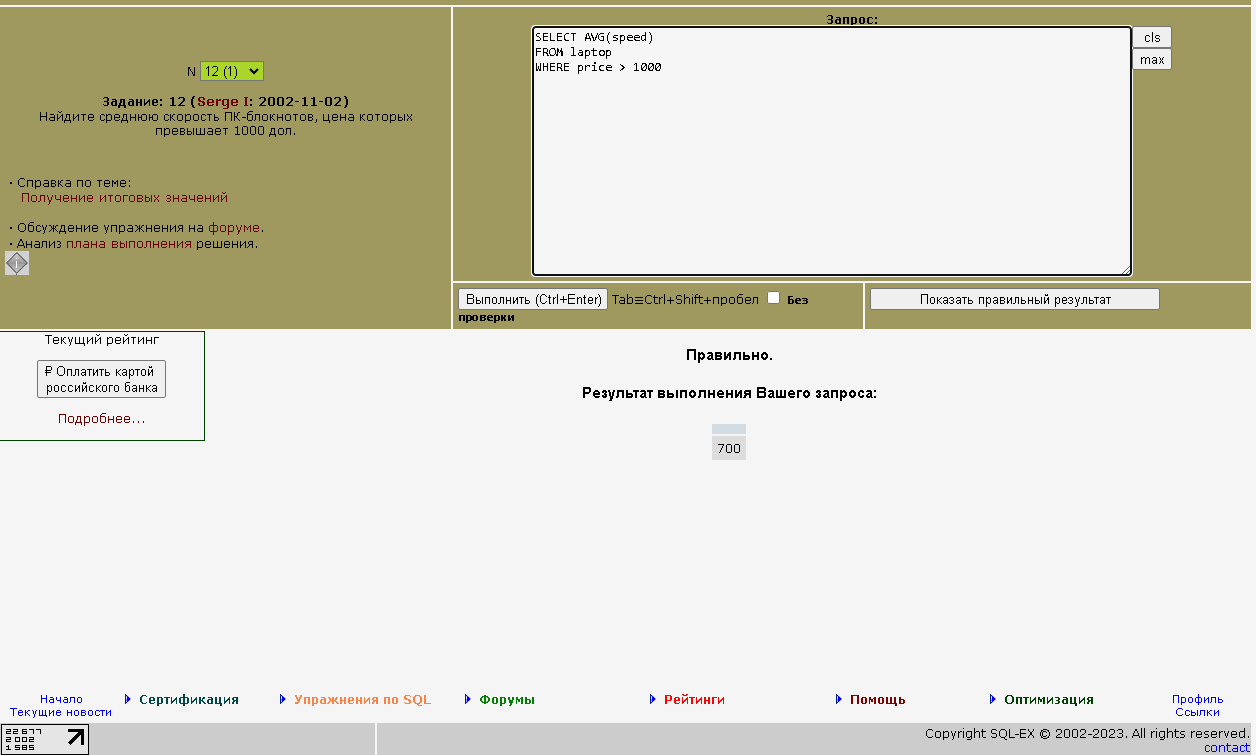 N 12 (1)
Задание: 12 (Serge I: 2002-11-02)
Найдите среднюю скорость ПК-блокнотов, цена которых
превышает 1000 дол.
· Справка по теме:
Получение итоговых значений
· Обсуждение упражнения на форуме.
· Анализ плана выполнения решения.
Запрос:
SELECT AVG(speed)
FROM laptop
WHERE price > 1000
cls
max
Выполнить (Ctrl+Enter) Tab≡Ctrl+Shift+пробел Без
проверки
Показать правильный результат
Текущий рейтинг
₽ Оплатить картой
российского банка
Подробнее...
Правильно.
Результат выполнения Вашего запроса:
700
Начало
Текущие новости
Сертификация
Упражнения по SQL
Форумы
Рейтинги
Помощь
Оптимизация
Профиль
Ссылки
22677
2002
1585
Copyright SQL-EX © 2002-2023. All rights reserved.
contact